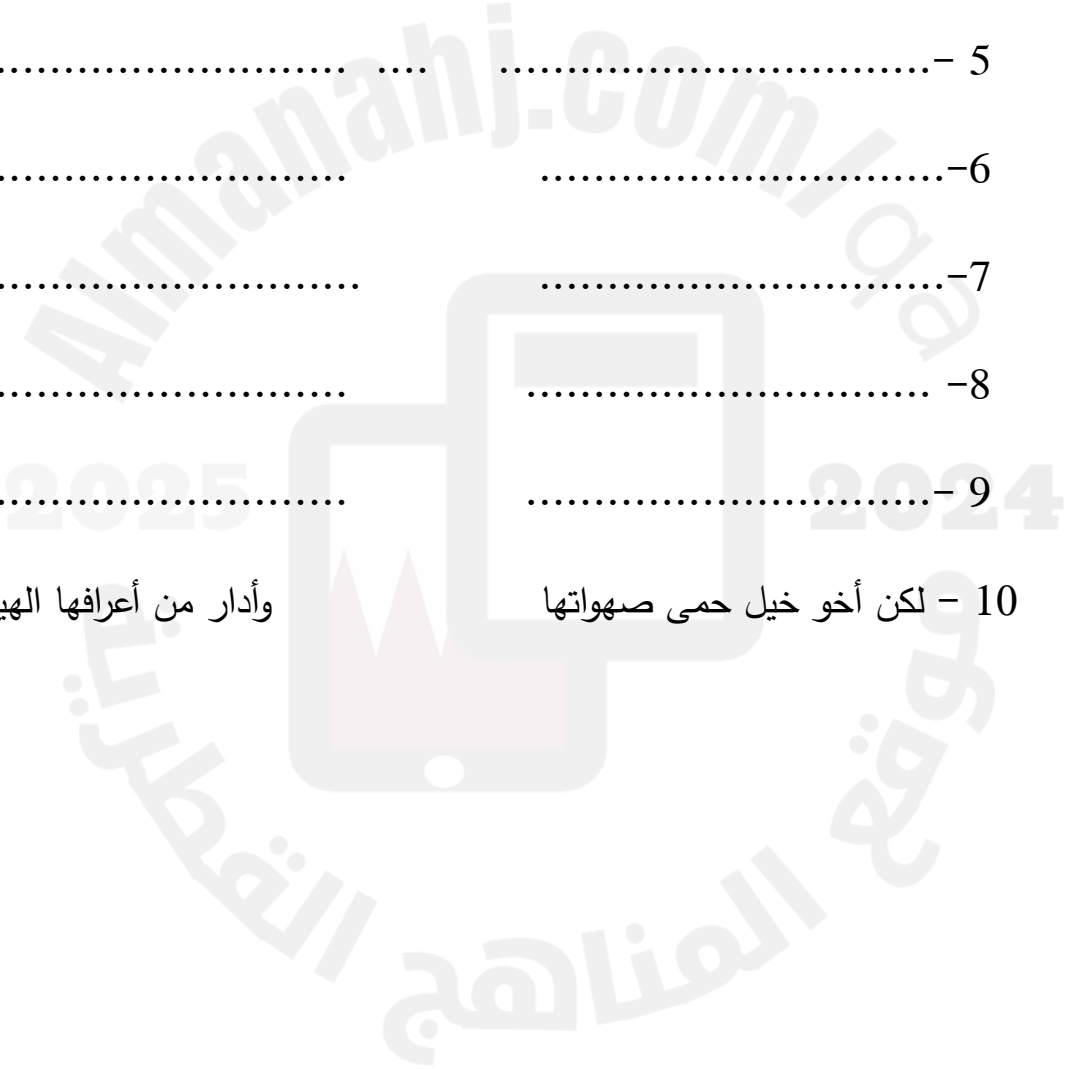 Almanahj.com/qa
5 -................................ .... ..........................
6-.............................. ..........................
7-.............................. ...........................
8- .............................. ..........................
2025 2024
9 -.............................. ..........................
10 - لكن أخو خيل حمى صهواتها وأدار من أعرافها
موقع المناهج القطرية